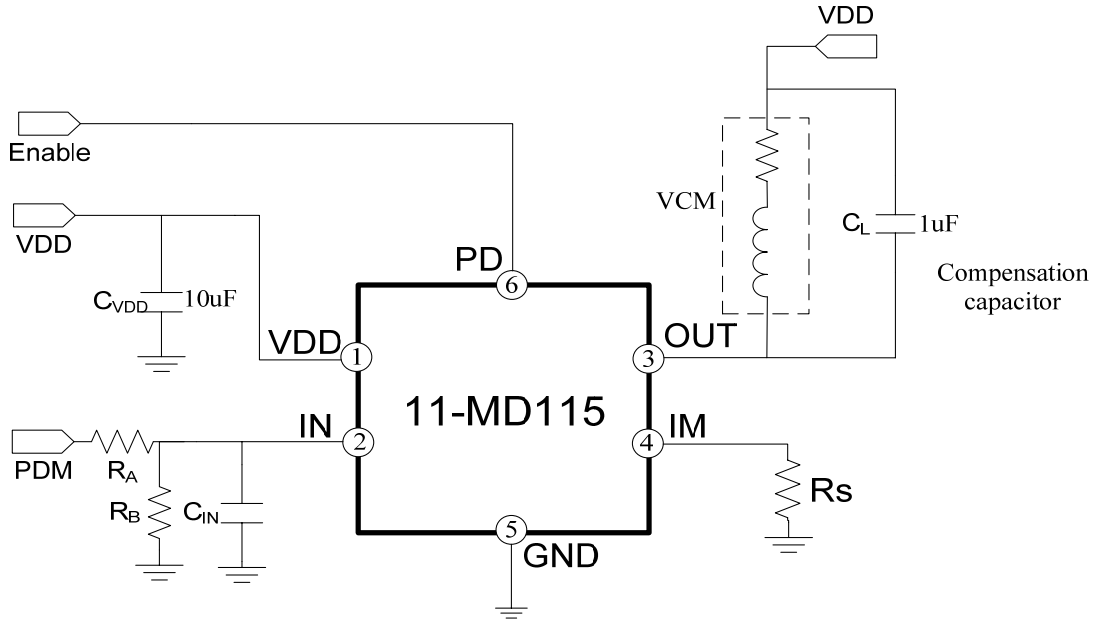 VDD
Enable
VCM
CL
1uF
VDD
Compensation
capacitor
PD
6
CVDD
10uF
VDD
1
OUT
3
11-MD115
IN
2
IM
4
PDM
RA
Rs
RB
CIN
5
GND